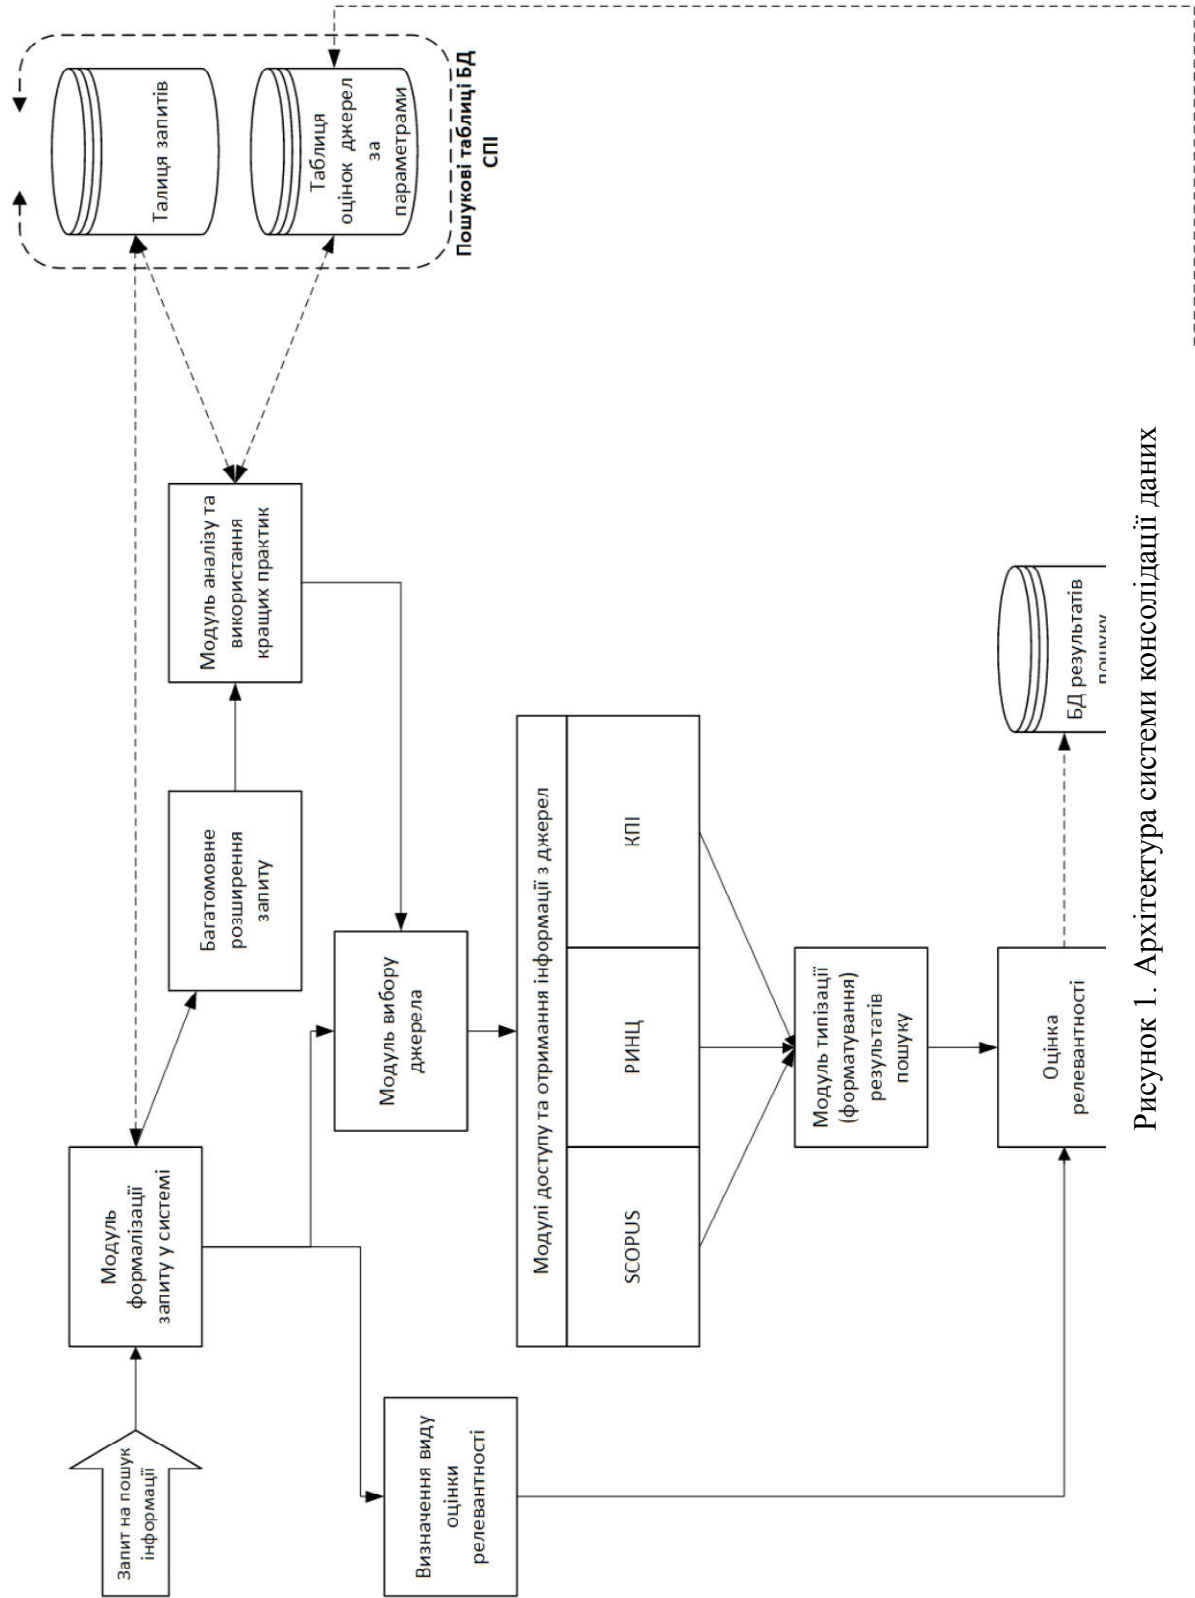 Запит на пошук
інформації
Модуль
формалізації
запиту у системі
Багатомовне
розширення
запиту
Модуль аналізу та
використання
кращих практик
Талиця запитів
Таблиця
оцінок джерел
за
параметрами
Пошукові таблиці БД
СПІ
Визначення виду
оцінки
релевантності
Модуль вибору
джерела
Модулі доступу та отримання інформації з джерел
SCOPUS
РИНЦ
КПІ
Модуль типізації
(форматування)
результатів
пошуку
Оцінка
релевантності
БД результатів
пошуку
Рисунок 1. Архітектура системи консолідації даних